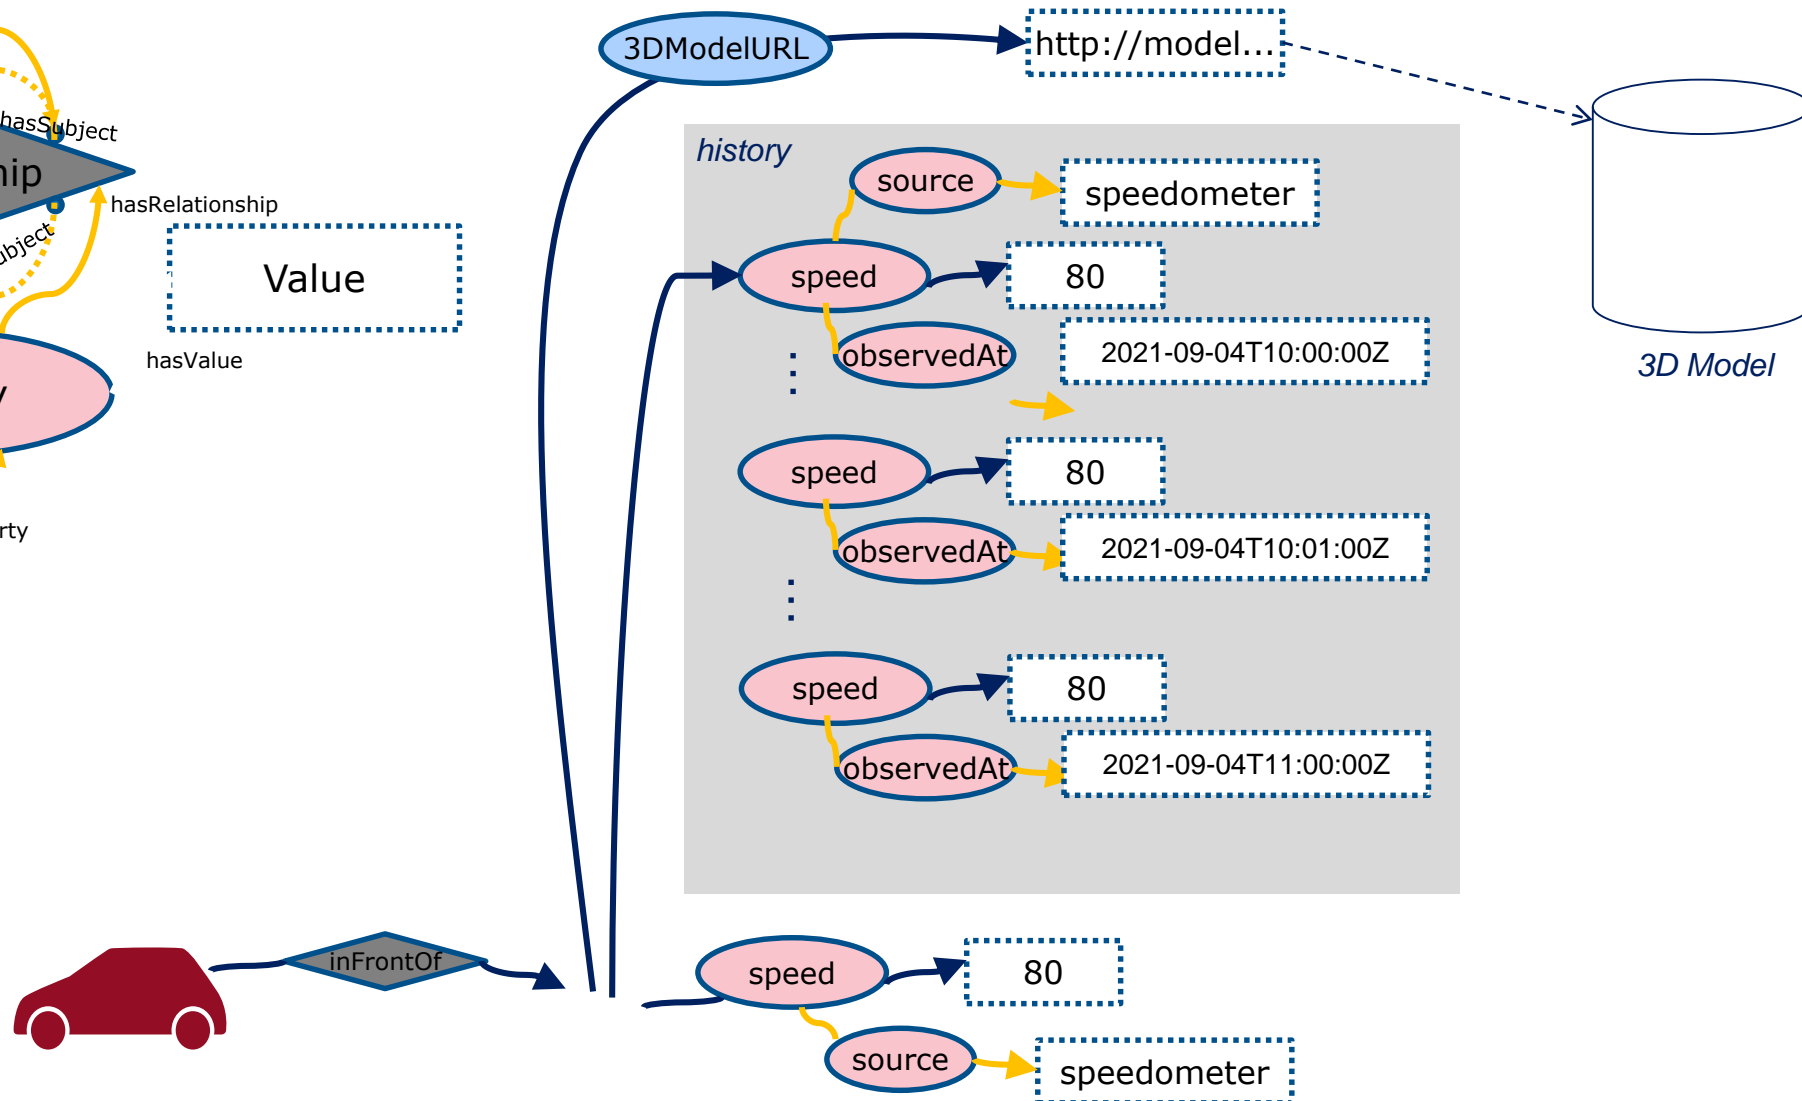 3DModelURL
http://model...
hasSubject
history
source
speedometer
hasRelationship
Value
speed
80
hasValue
observedAt
2021-09-04T10:00:00Z
3D Model
speed
80
observedAt
2021-09-04T10:01:00Z
speed
80
observedAt
2021-09-04T11:00:00Z
inFrontOf
speed
80
source
speedometer